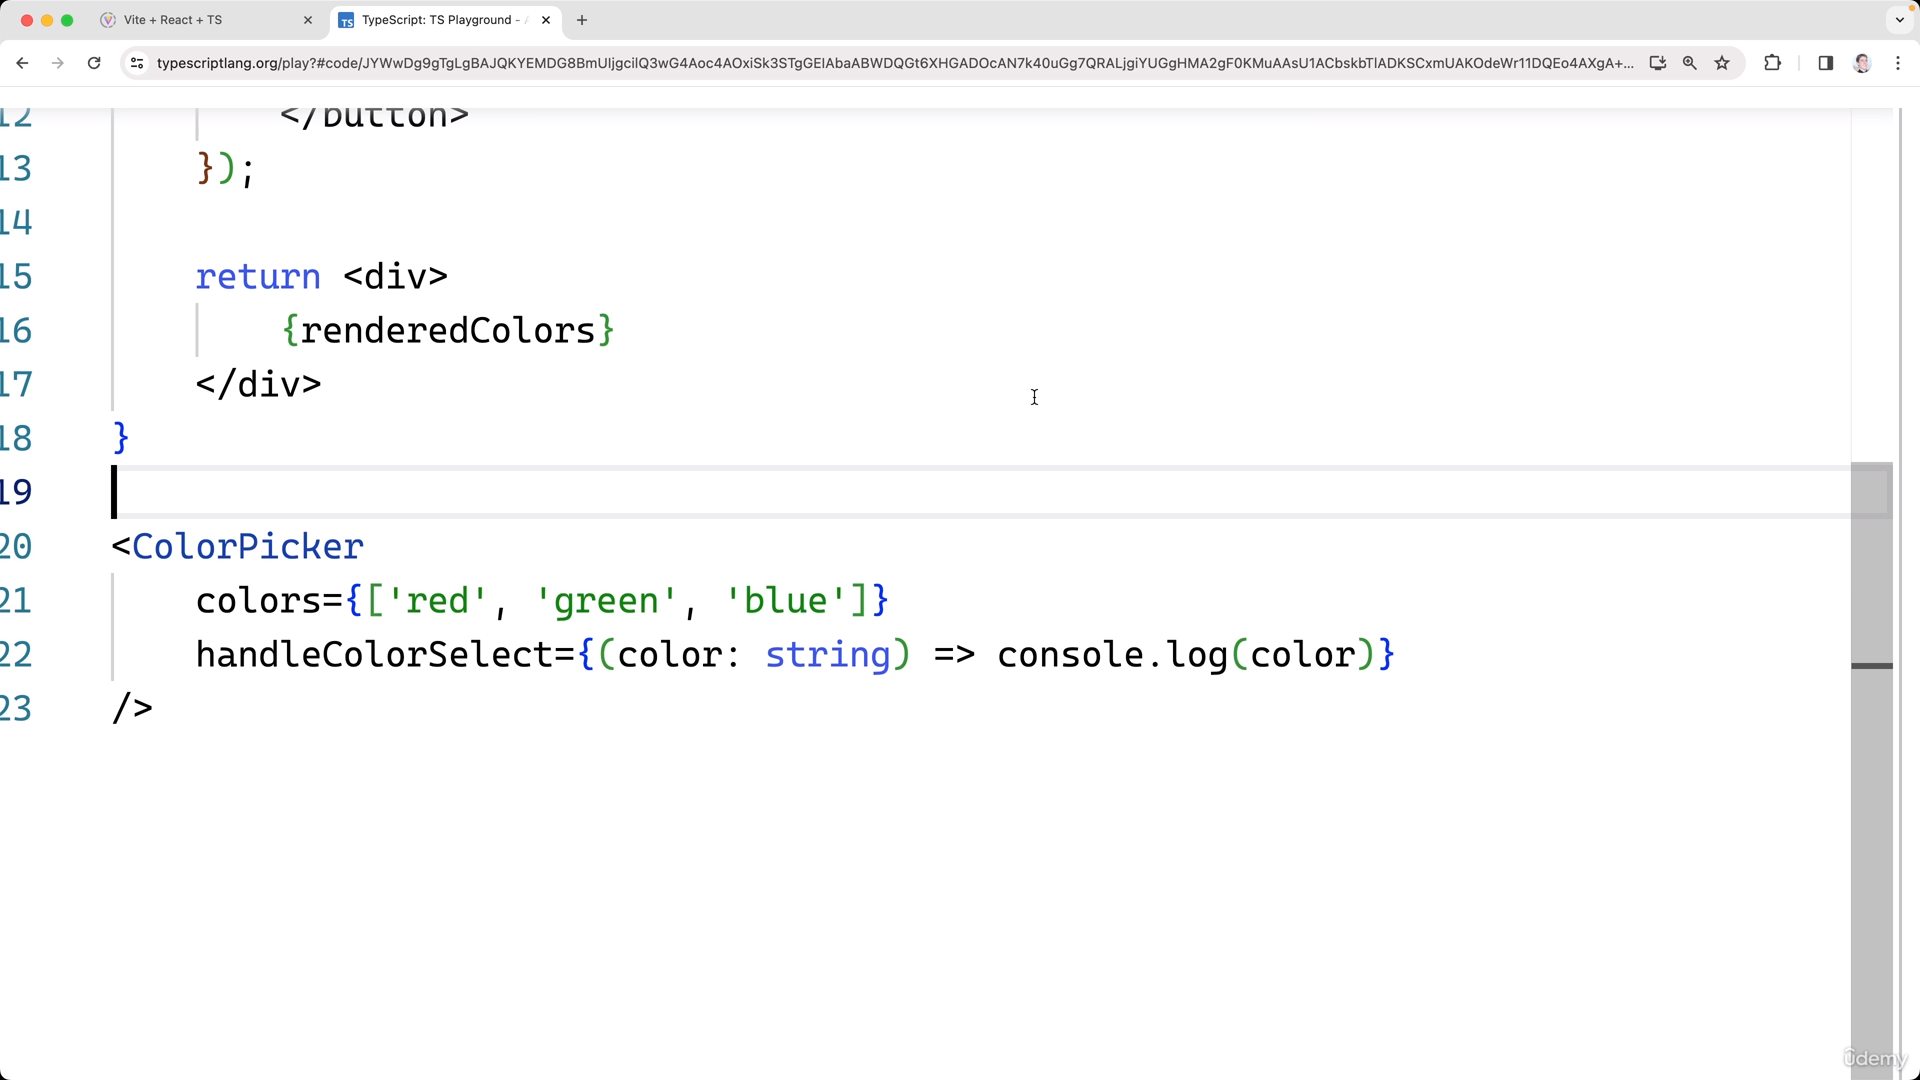 Vite + React + TS
TypeScript: TS Playground -
typescriptlang.org/play?#code/JYWwDg9gTgLgBAJQKYEMDG8BmUIjgcilQ3wG4Aoc4AOxiSk3STgGEIAbaABWDQGt6XHGADOcAN7k40uGg7QRALjgiYUGgHMA2gF0KMuAAsU1ACbskbTIADKSCxmUAKOdeWr11DQEo4AXgA+...
12 </button>
13 });
14
15 return <div>
16 {renderedColors}
17 </div>
18 }
19
20 <ColorPicker
21 colors={['red', 'green', 'blue']}
22 handleColorSelect={(color: string) => console.log(color)}
23 />
ûdemy